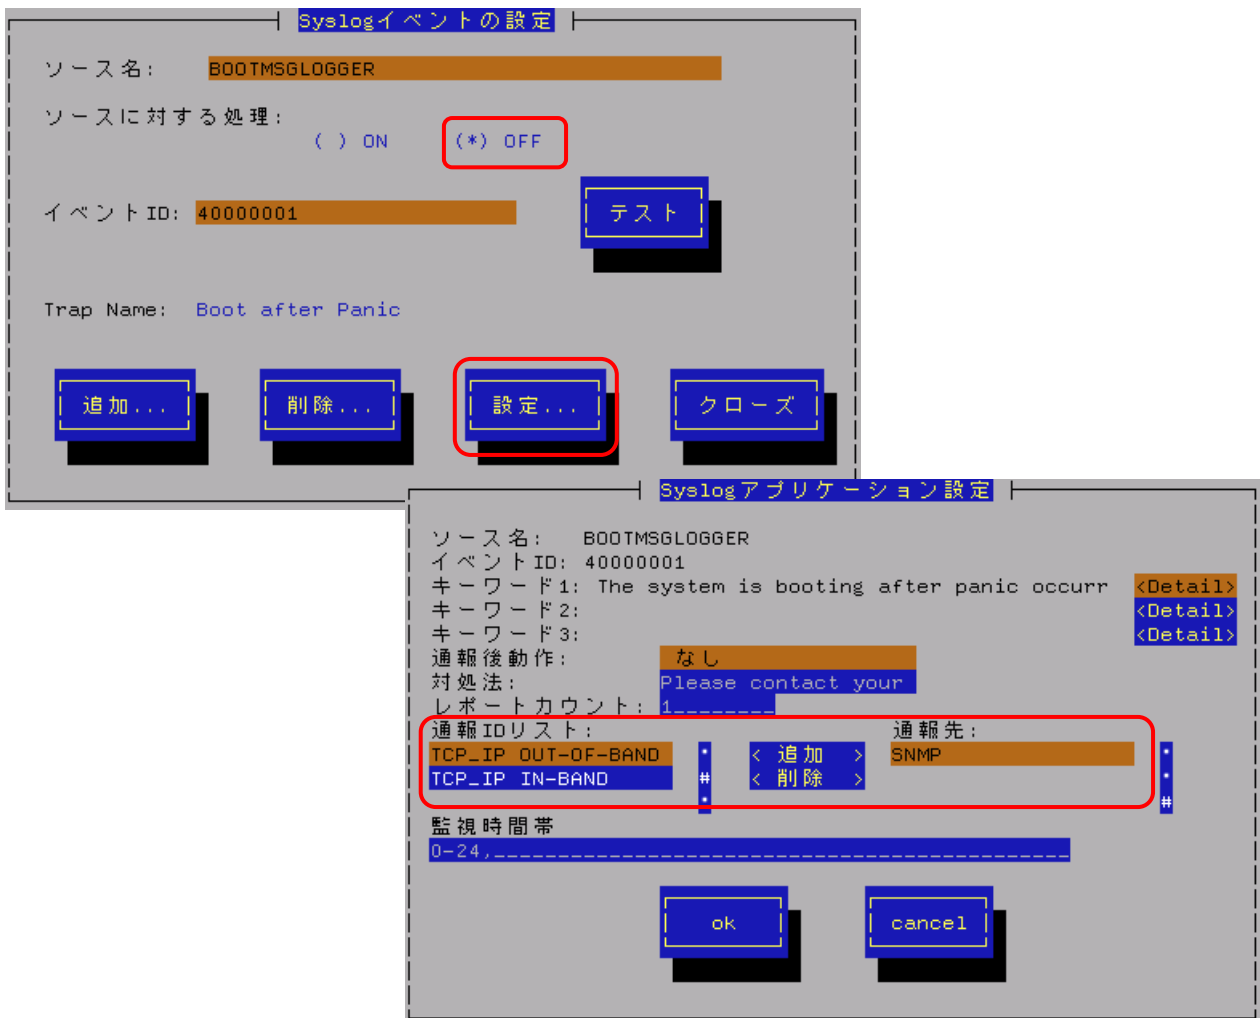 Syslogイベントの設定
ソース名: BOOTMSGLOGGER
ソースに対する処理:
( ) ON (*) OFF
イベントID: 40000001 テスト
Trap Name: Boot after Panic
追加... 削除... 設定... クローズ
Syslogアプリケーション設定
ソース名: BOOTMSGLOGGER
イベントID: 40000001
キーワード1: The system is booting after panic occurr <Detail>
キーワード2: <Detail>
キーワード3: <Detail>
通報後動作: なし
対処法: Please contact your
レポートカウント: 1________
通報IDリスト: 通報先:
TCP_IP OUT-OF-BAND < 追加 > SNMP
TCP_IP IN-BAND # < 削除 >
#
監視時間帯
0-24,_____________________________________________
ok cancel